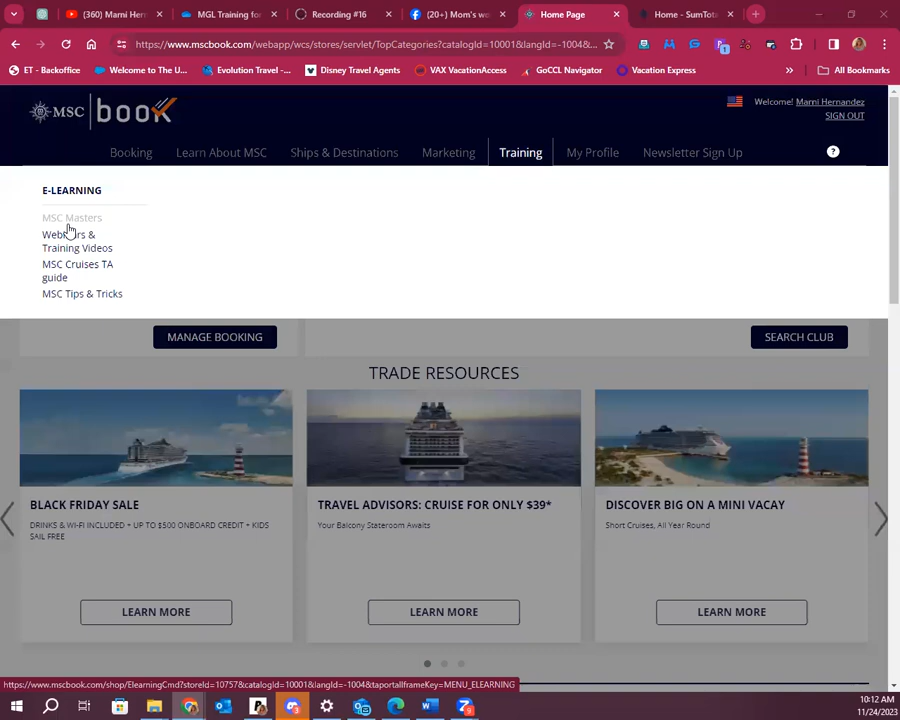 (360) Marni Her
MGL Training fo
Recording #16
(20+) Mom's wo
Home Page
Home - SumTota
https://www.mscbook.com/webapp/wcs/stores/servlet/TopCategories?catalogId=10001&langId=-1004&...
ET - Backoffice
Welcome to The U...
Evolution Travel -...
Disney Travel Agents
VAX VacationAccess
GoCCL Navigator
Vacation Express
»
All Bookmarks
MSC book
Welcome! Marni Hernandez
SIGN OUT
Booking
Learn About MSC
Ships & Destinations
Marketing
Training
My Profile
Newsletter Sign Up
?
E-LEARNING
MSC Masters
Webinars &
Training Videos
MSC Cruises TA
guide
MSC Tips & Tricks
MANAGE BOOKING
SEARCH CLUB
TRADE RESOURCES
BLACK FRIDAY SALE
DRINKS & WI-FI INCLUDED + UP TO $500 ONBOARD CREDIT + KIDS
SAIL FREE
LEARN MORE
TRAVEL ADVISORS: CRUISE FOR ONLY $39*
Your Balcony Stateroom Awaits
LEARN MORE
DISCOVER BIG ON A MINI VACAY
Short Cruises, All Year Round
LEARN MORE
https://www.mscbook.com/shop/ElearningCmd?storeId=10757&catalogId=10001&langId=-1004&taportalIframeKey=MENU_ELEARNING
10:12 AM
11/24/2023